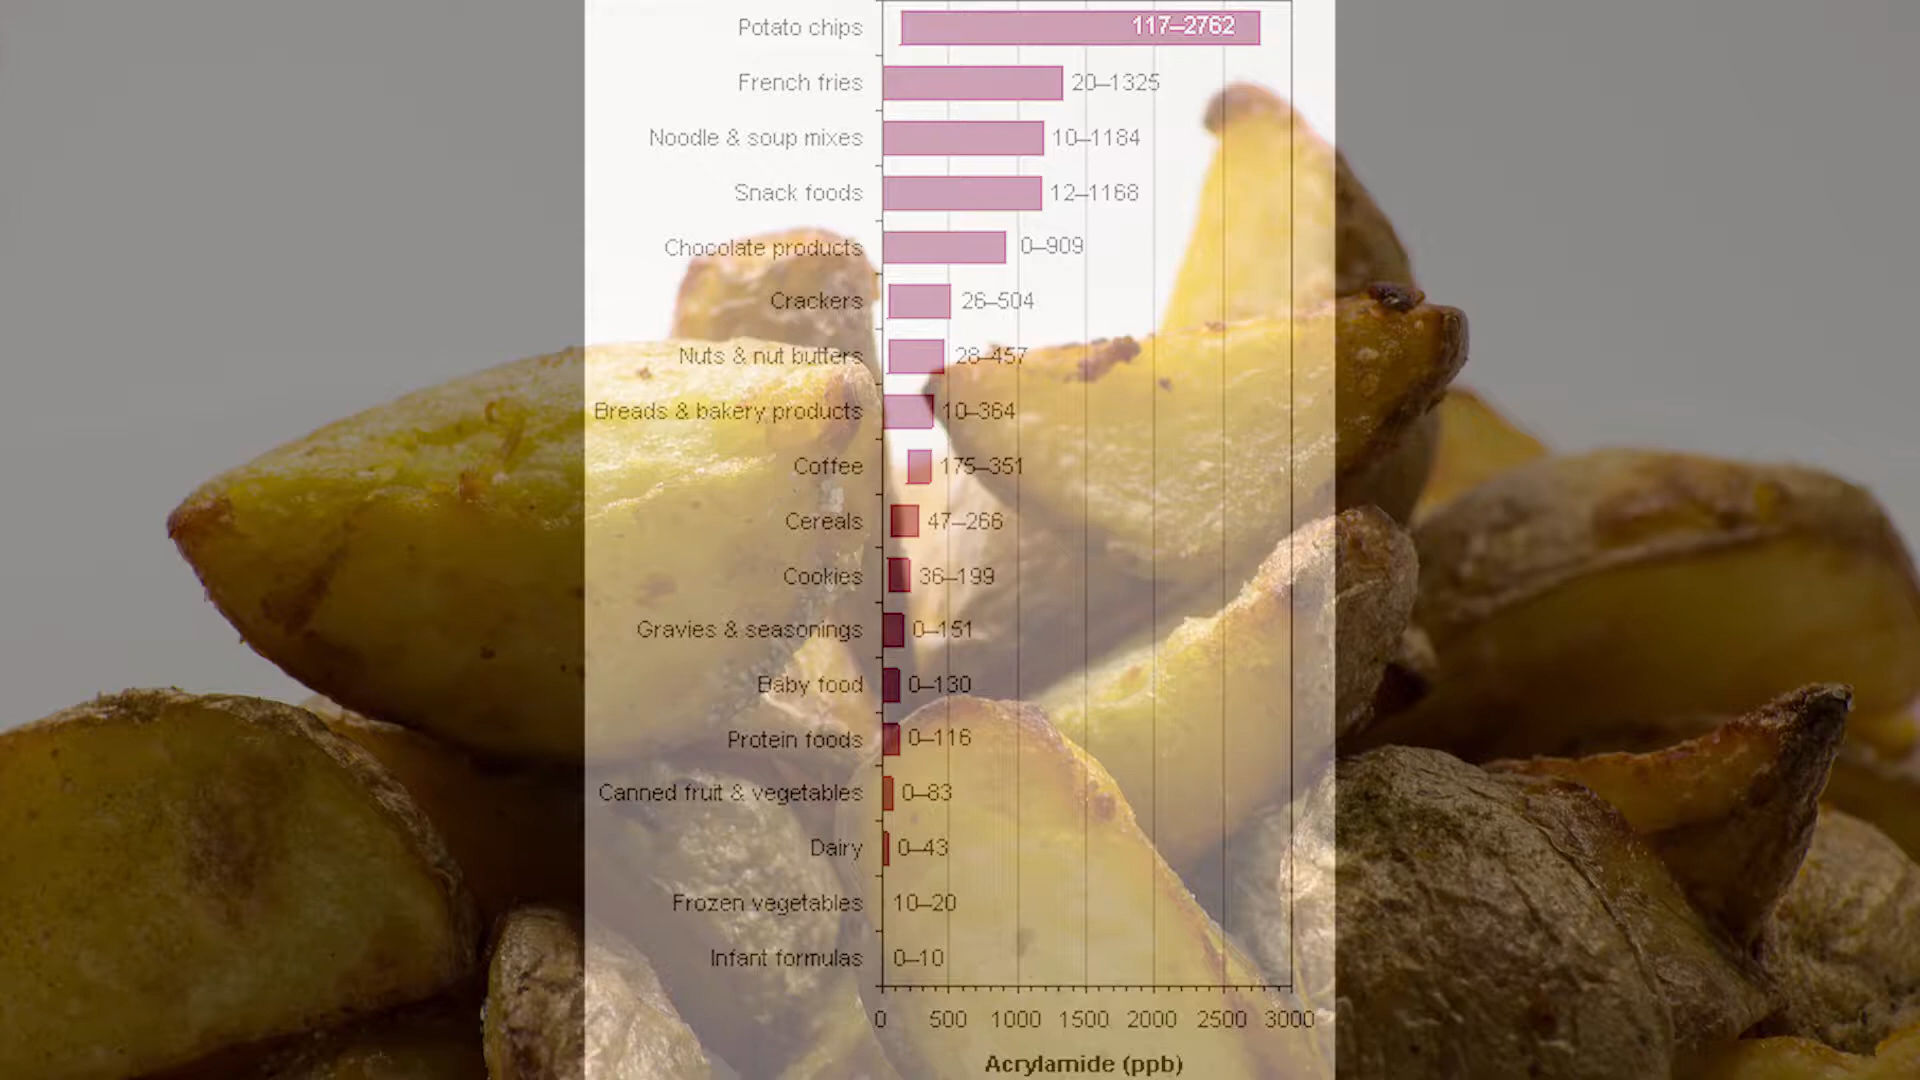 Potato chips 117–2762
French fries 20–1325
Noodle & soup mixes 10–1184
Snack foods 12–1168
Chocolate products 0–909
Crackers 26–504
Nuts & nut butters 28–457
Breads & bakery products 10–364
Coffee 175–351
Cereals 47–266
Cookies 36–199
Gravies & seasonings 0–151
Baby food 0–130
Protein foods 0–116
Canned fruit & vegetables 0–83
Dairy 0–43
Frozen vegetables 10–20
Infant formulas 0–10
0 500 1000 1500 2000 2500 3000
Acrylamide (ppb)